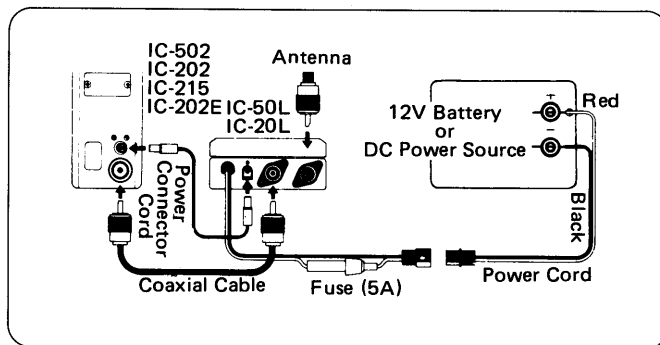 IC-502
IC-202
IC-215
IC-202E
IC-50L
IC-20L
Antenna
Power
Connector
Cord
Coaxial Cable
Fuse (5A)
12V Battery
or
DC Power Source
+
−
Red
Black
Power Cord